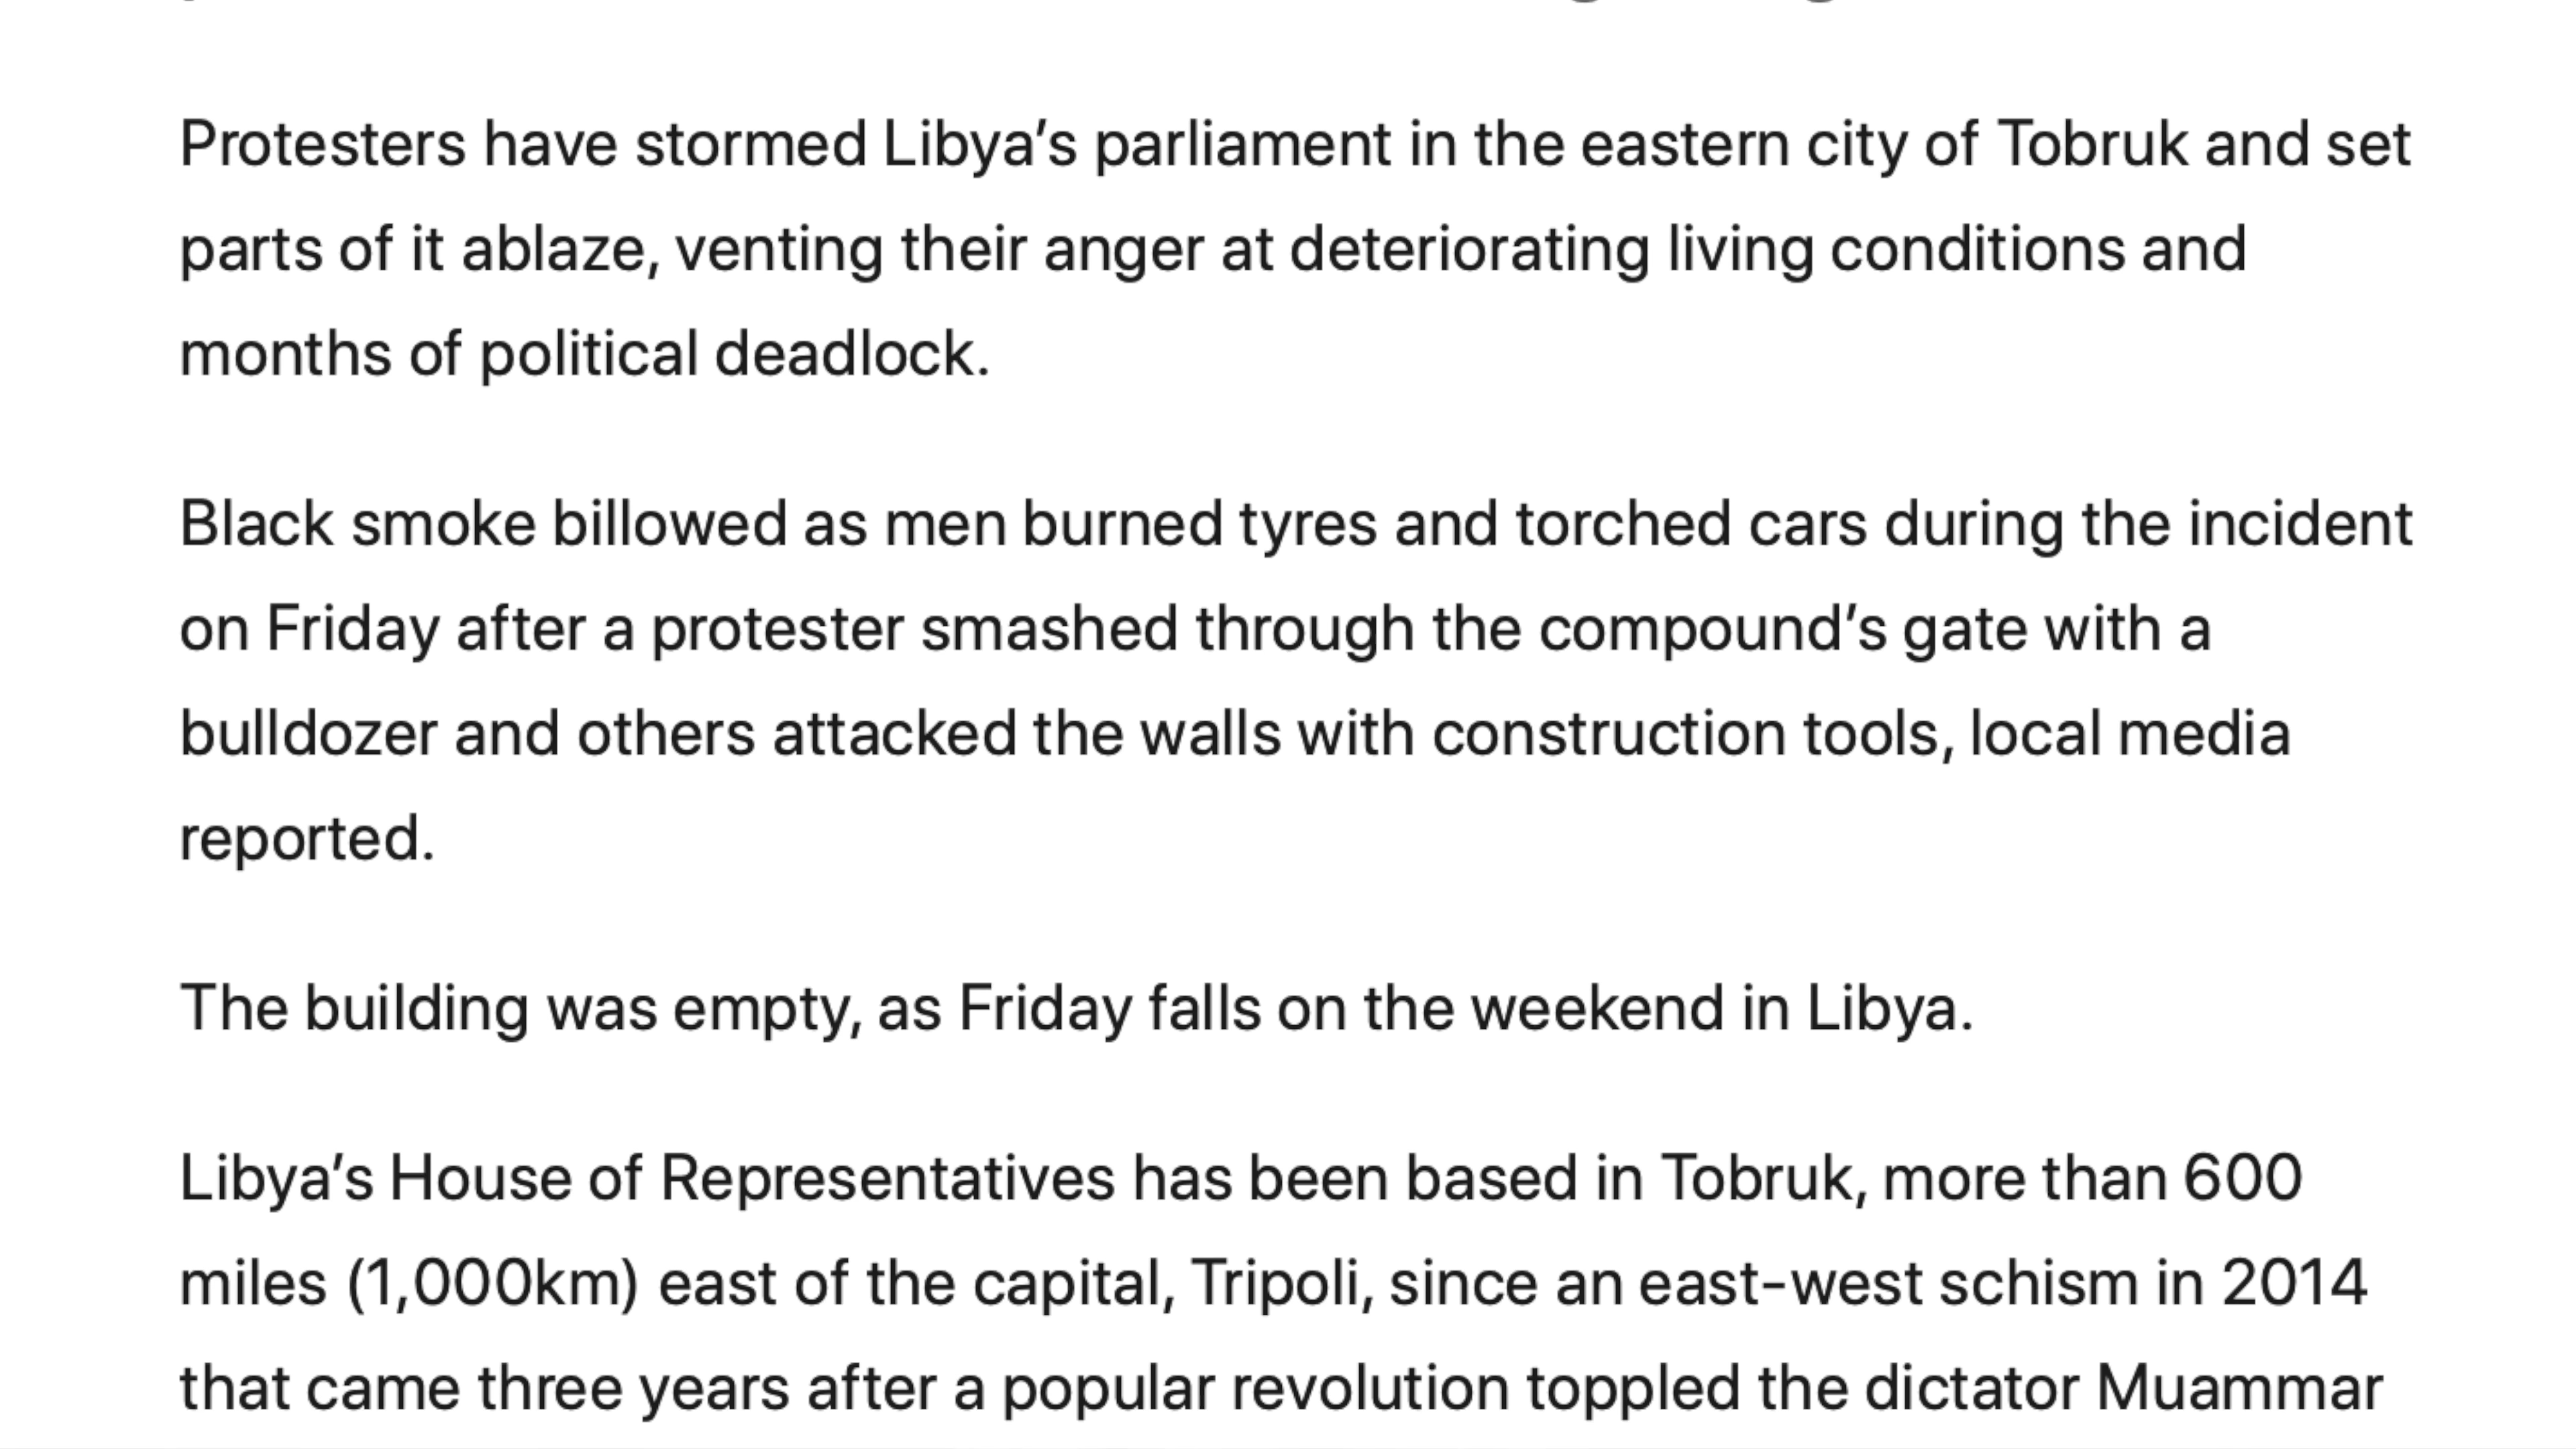 Protesters have stormed Libya’s parliament in the eastern city of Tobruk and set
parts of it ablaze, venting their anger at deteriorating living conditions and
months of political deadlock.
Black smoke billowed as men burned tyres and torched cars during the incident
on Friday after a protester smashed through the compound’s gate with a
bulldozer and others attacked the walls with construction tools, local media
reported.
The building was empty, as Friday falls on the weekend in Libya.
Libya’s House of Representatives has been based in Tobruk, more than 600
miles (1,000km) east of the capital, Tripoli, since an east-west schism in 2014
that came three years after a popular revolution toppled the dictator Muammar